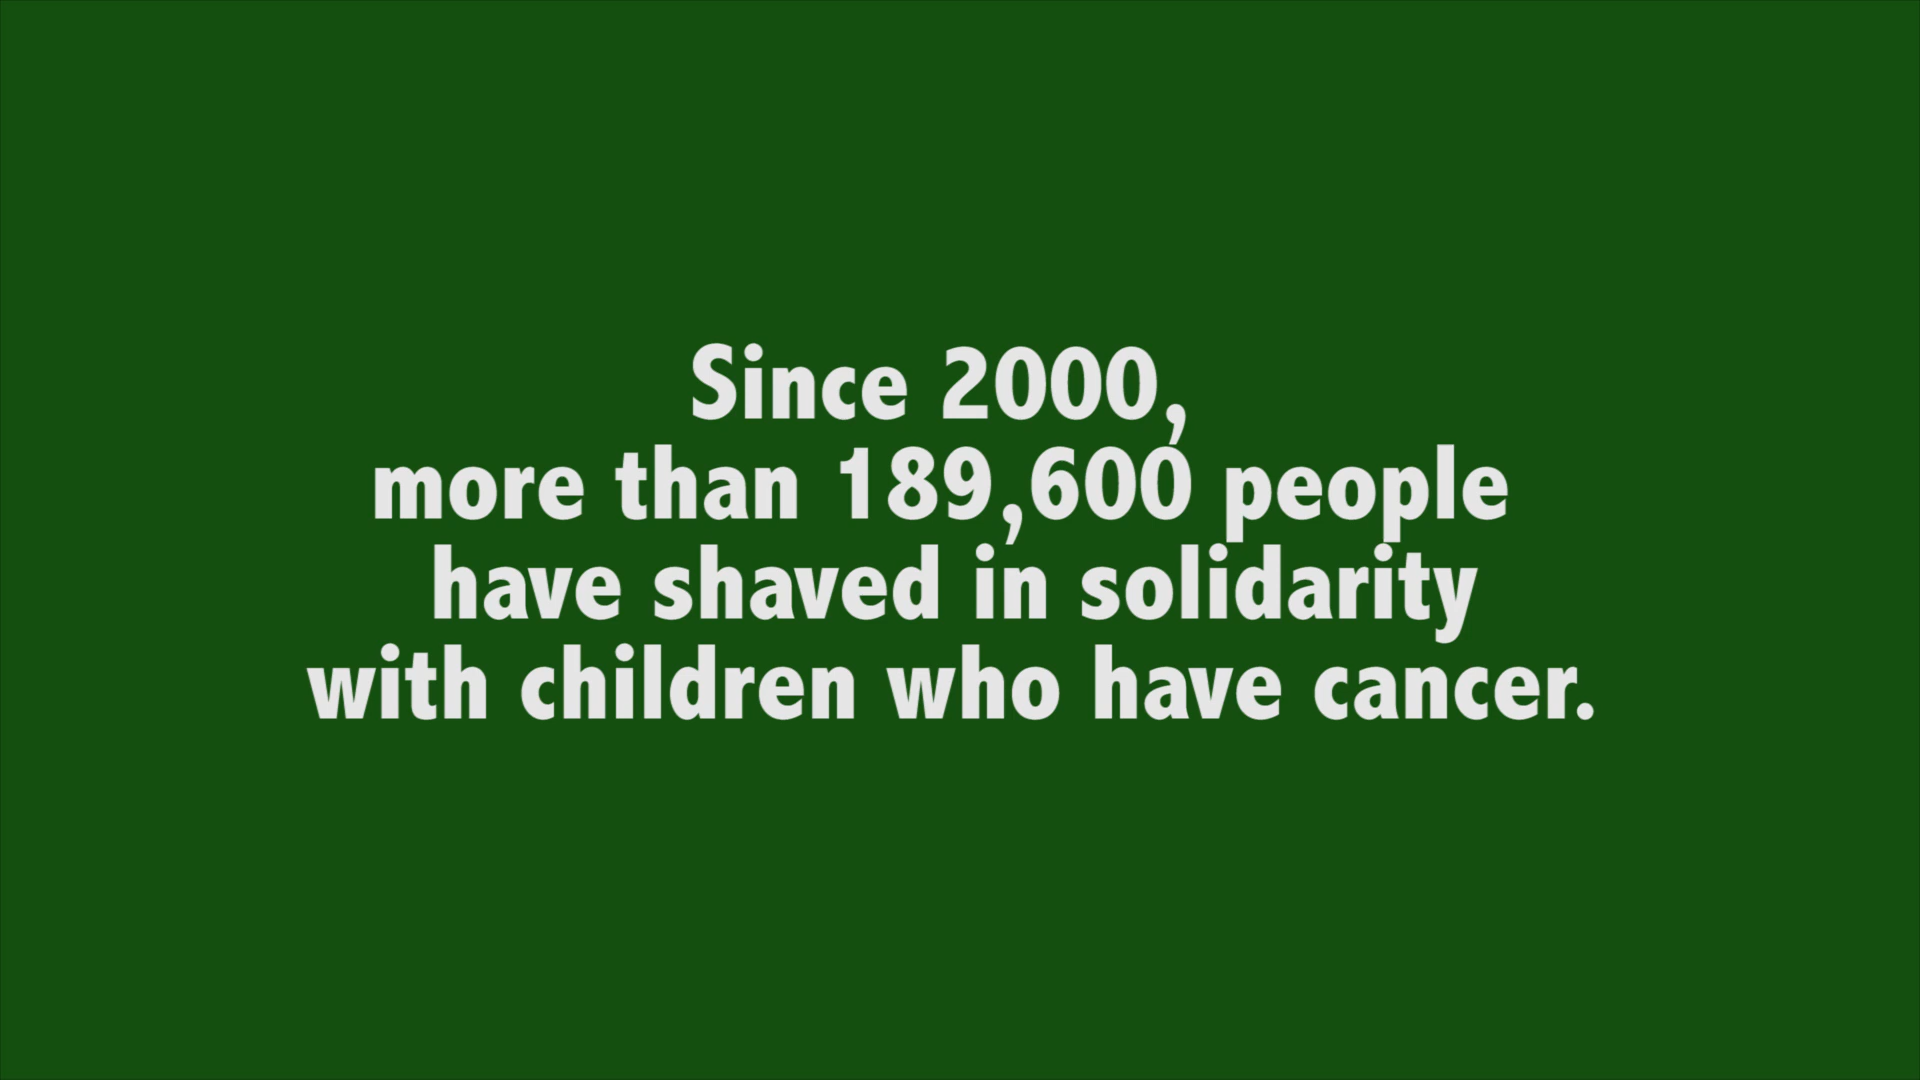 Since 2000,
more than 189,600 people
have shaved in solidarity
with children who have cancer.